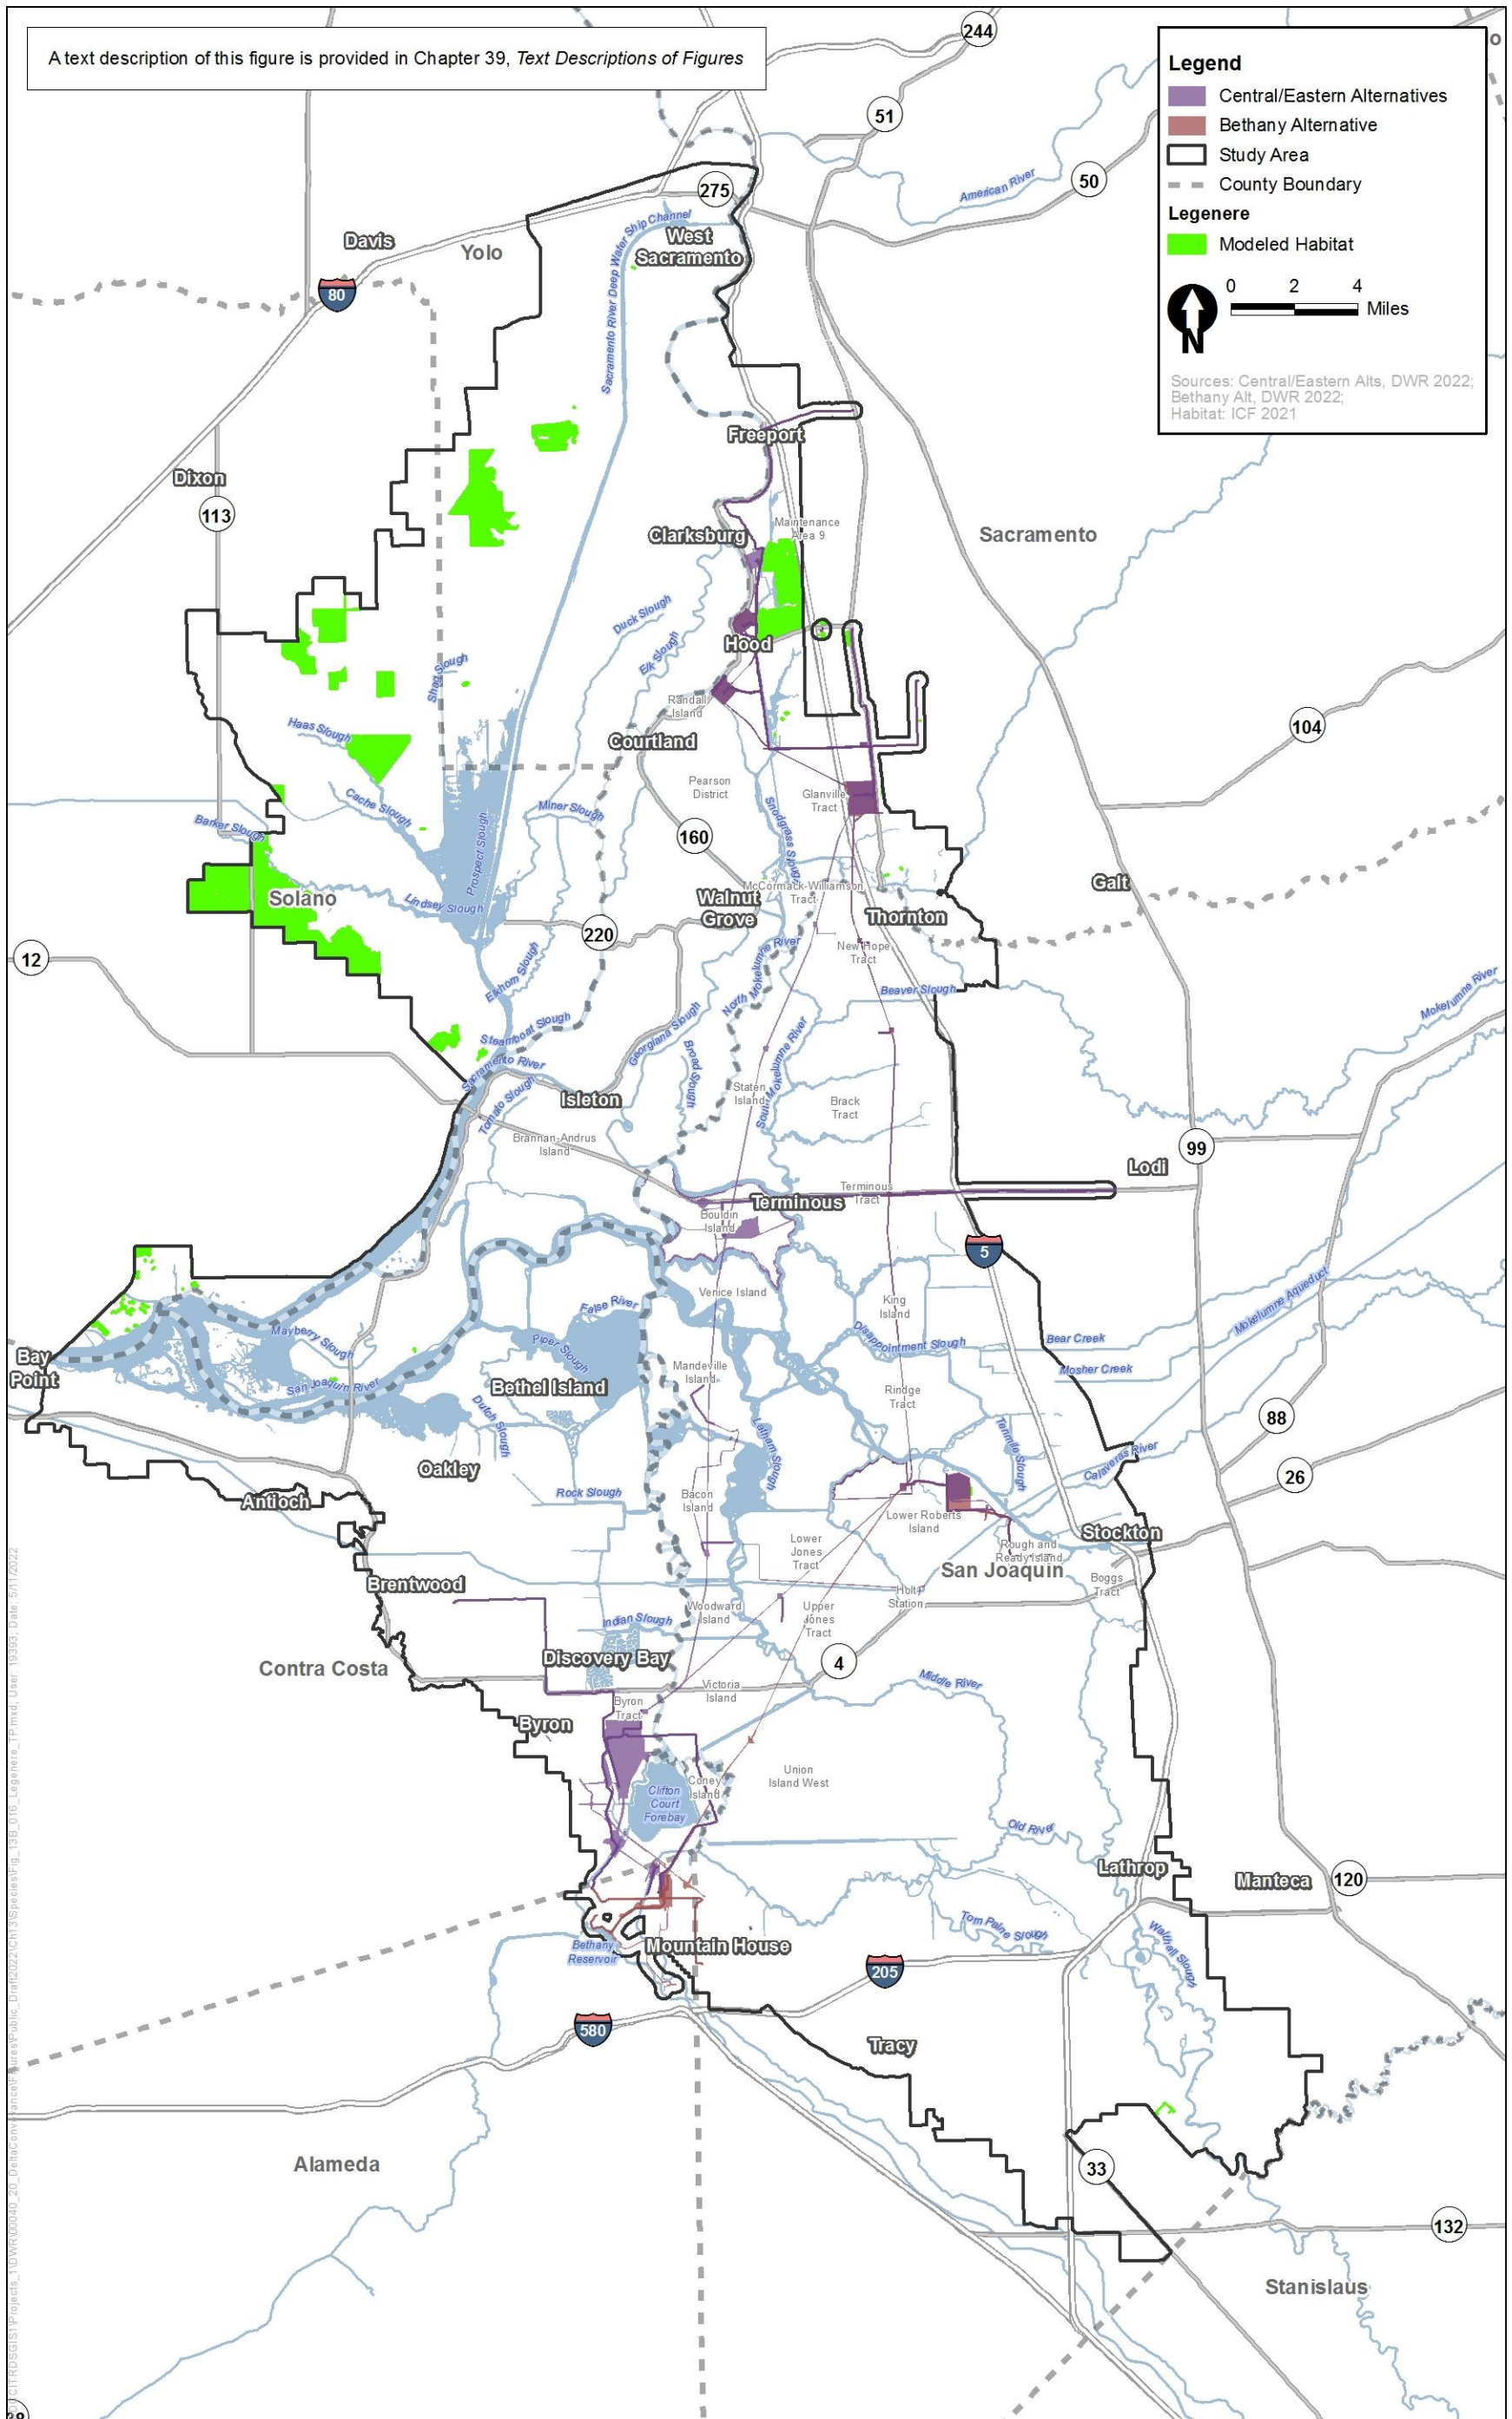 A text description of this figure is provided in Chapter 39, Text Descriptions of Figures
Legend
Central/Eastern Alternatives
Bethany Alternative
Study Area
County Boundary
Legenere
Modeled Habitat
0 2 4
Miles
N
Sources: Central/Eastern Alts, DWR 2022;
Bethany Alt, DWR 2022;
Habitat: ICF 2021
244
51
50
275
American River
Sacramento River Deep Water Ship Channel
West
Sacramento
Davis
Yolo
80
Freeport
Dixon
113
Clarksburg
Maintenance
Area 9
Sacramento
Duck Slough
Elk Slough
Hood
Shag Slough
Randall
Island
Haas Slough
Courtland
104
Pearson
District
Glanville
Tract
Cache Slough
Miner Slough
Snodgrass Slough
Barker Slough
160
Prospect Slough
Solano
McCormack-Williamson
Tract
Walnut
Grove
Galt
Lindsey Slough
Thornton
220
12
New Hope
Tract
North Mokelumne River
Elkhorn Slough
Beaver Slough
Mokelumne River
Steamboat Slough
Georgiana Slough
Sacramento River
Broad Slough
South Mokelumne River
Tomato Slough
Isleton
Staten
Island
Brack
Tract
Brannan-Andrus
Island
99
Lodi
Terminous
Tract
Terminous
Bouldin
Island
5
Venice Island
King
Island
False River
Mokelumne Aqueduct
Mayberry Slough
Piper Slough
Disappointment Slough
Bear Creek
Mosher Creek
Bay
Point
San Joaquin River
Bethel Island
Mandeville
Island
Rindge
Tract
Dutch Slough
88
Latham Slough
Tenmile Slough
Calaveras River
Oakley
26
Rock Slough
Bacon
Island
Antioch
Lower Roberts
Island
Stockton
Lower
Jones
Tract
Rough and
Ready Island
San Joaquin
Brentwood
Holt
Station
Boggs
Tract
Woodward
Island
Upper
Jones
Tract
Indian Slough
Discovery Bay
Contra Costa
4
Victoria
Island
Middle River
Byron
Tract
Byron
Union
Island West
Coney
Island
Clifton
Court
Forebay
Old River
Lathrop
Manteca
120
Tom Paine Slough
Walthall Slough
Bethany
Reservoir
Mountain House
205
580
Tracy
Alameda
33
132
Stanislaus